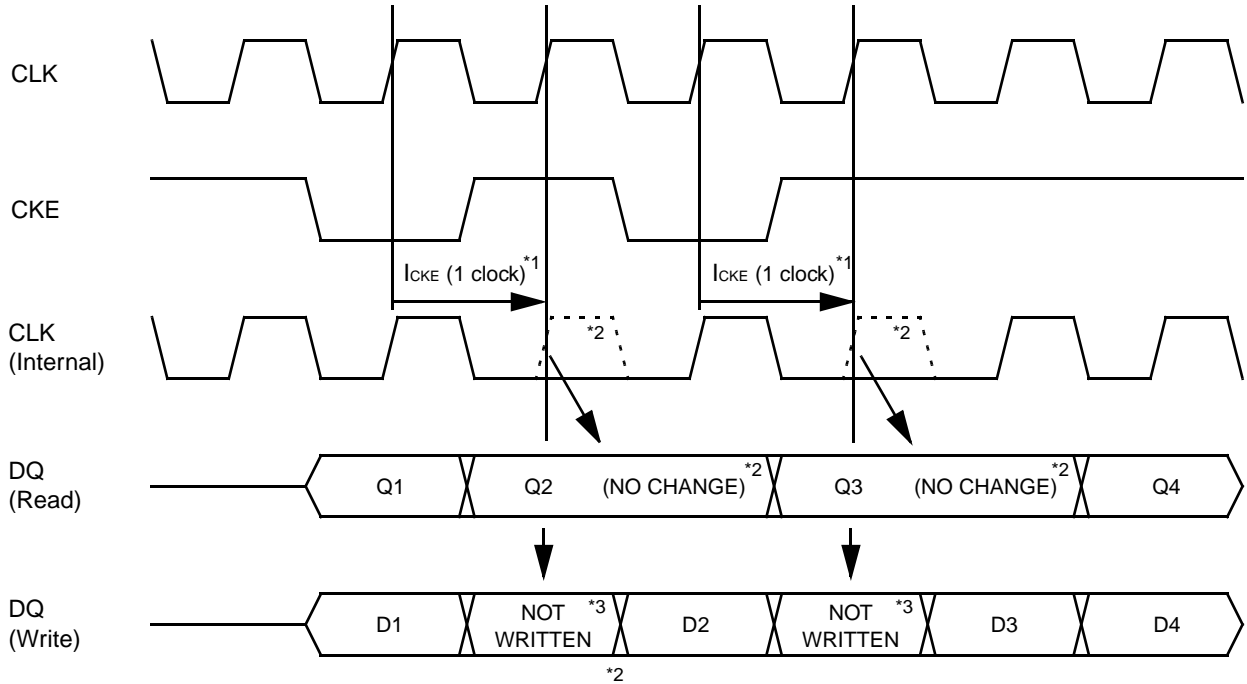 CLK
CKE
ICKE (1 clock)*1
ICKE (1 clock)*1
CLK
(Internal)
*2
*2
DQ
(Read)
Q1
Q2
(NO CHANGE)*2
Q3
(NO CHANGE)*2
Q4
DQ
(Write)
D1
NOT *3
WRITTEN
D2
NOT *3
WRITTEN
D3
D4
*2